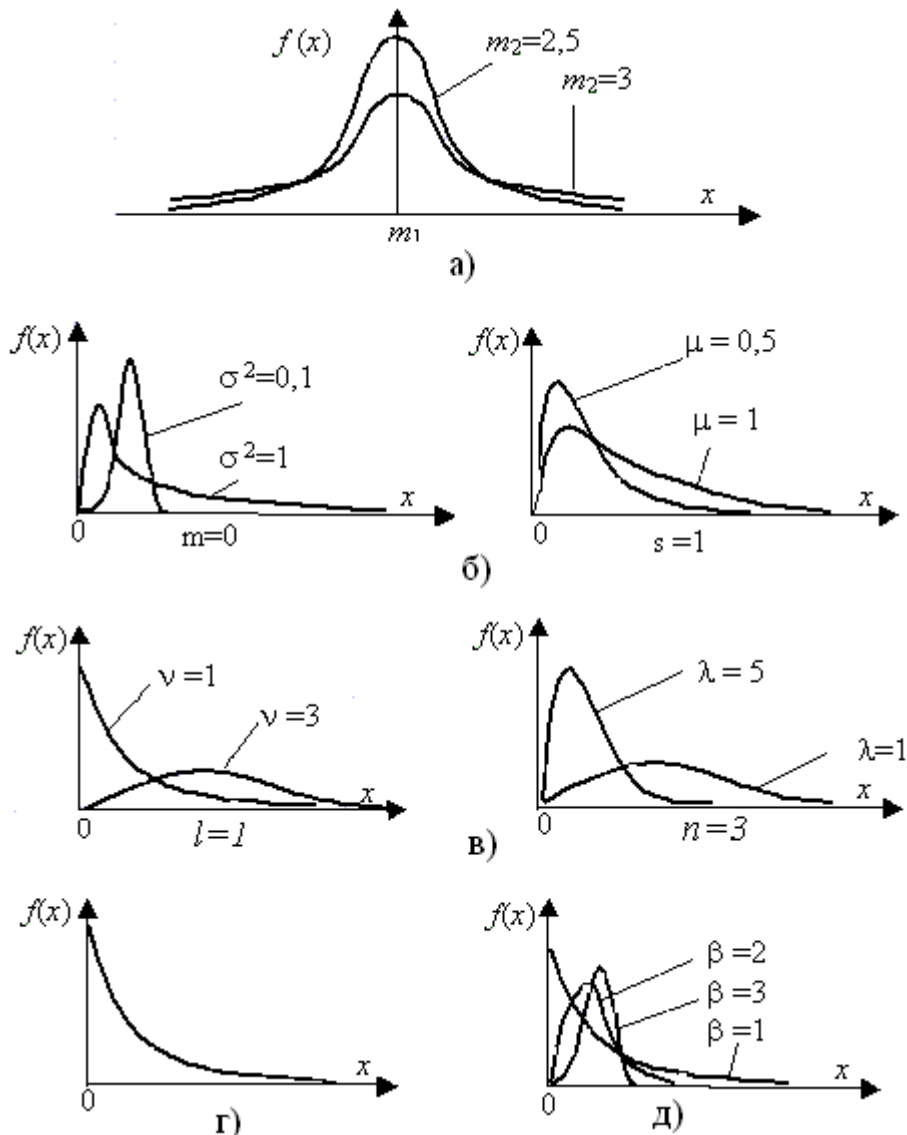 f (x)
m₂=2,5
m₂=3
x
m₁
а)
f(x)
σ²=0,1
σ²=1
x
0
m=0
f(x)
μ = 0,5
μ = 1
x
0
s =1
б)
f(x)
ν =1
ν =3
x
0
l=1
f(x)
λ = 5
λ=1
x
0
n=3
в)
f(x)
x
0
г)
f(x)
β =2
β =3
β =1
x
0
д)